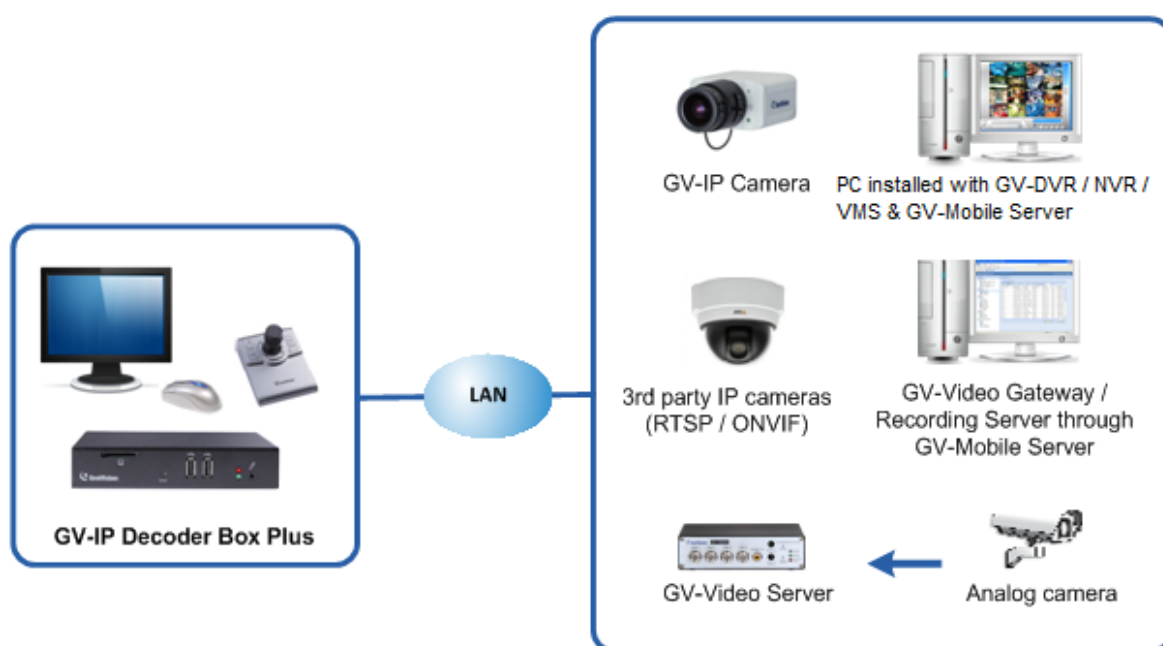 GV-IP Camera
PC installed with GV-DVR / NVR /
VMS & GV-Mobile Server
3rd party IP cameras
(RTSP / ONVIF)
GV-Video Gateway /
Recording Server through
GV-Mobile Server
LAN
GeoVision
GV-IP Decoder Box Plus
GV-Video Server
Analog camera